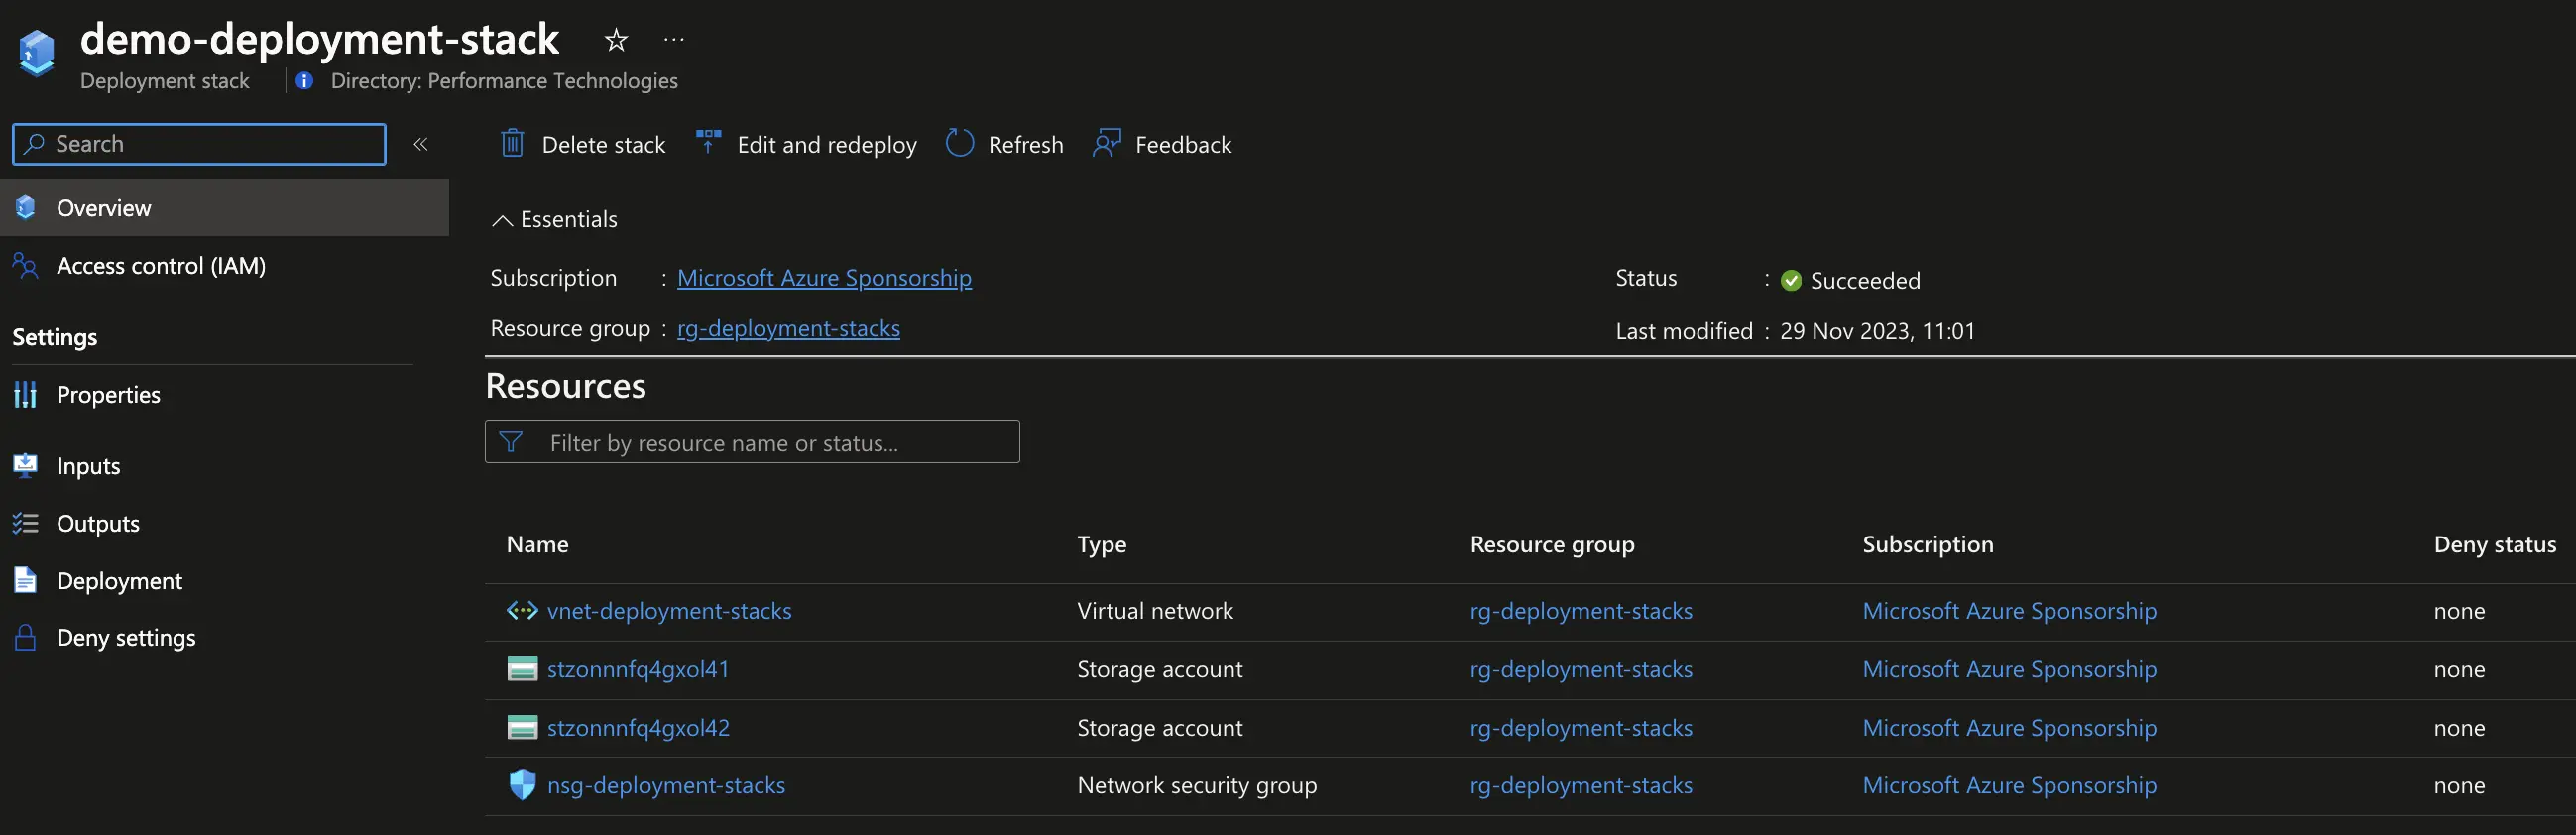 demo-deployment-stack
Deployment stack
Directory: Performance Technologies
Search
Delete stack
Edit and redeploy
Refresh
Feedback
Overview
Access control (IAM)
Settings
Properties
Inputs
Outputs
Deployment
Deny settings
Essentials
Subscription : Microsoft Azure Sponsorship
Resource group : rg-deployment-stacks
Status : Succeeded
Last modified : 29 Nov 2023, 11:01
Resources
Filter by resource name or status...
Name Type Resource group Subscription Deny status
vnet-deployment-stacks Virtual network rg-deployment-stacks Microsoft Azure Sponsorship none
stzonnnfq4gxol41 Storage account rg-deployment-stacks Microsoft Azure Sponsorship none
stzonnnfq4gxol42 Storage account rg-deployment-stacks Microsoft Azure Sponsorship none
nsg-deployment-stacks Network security group rg-deployment-stacks Microsoft Azure Sponsorship none